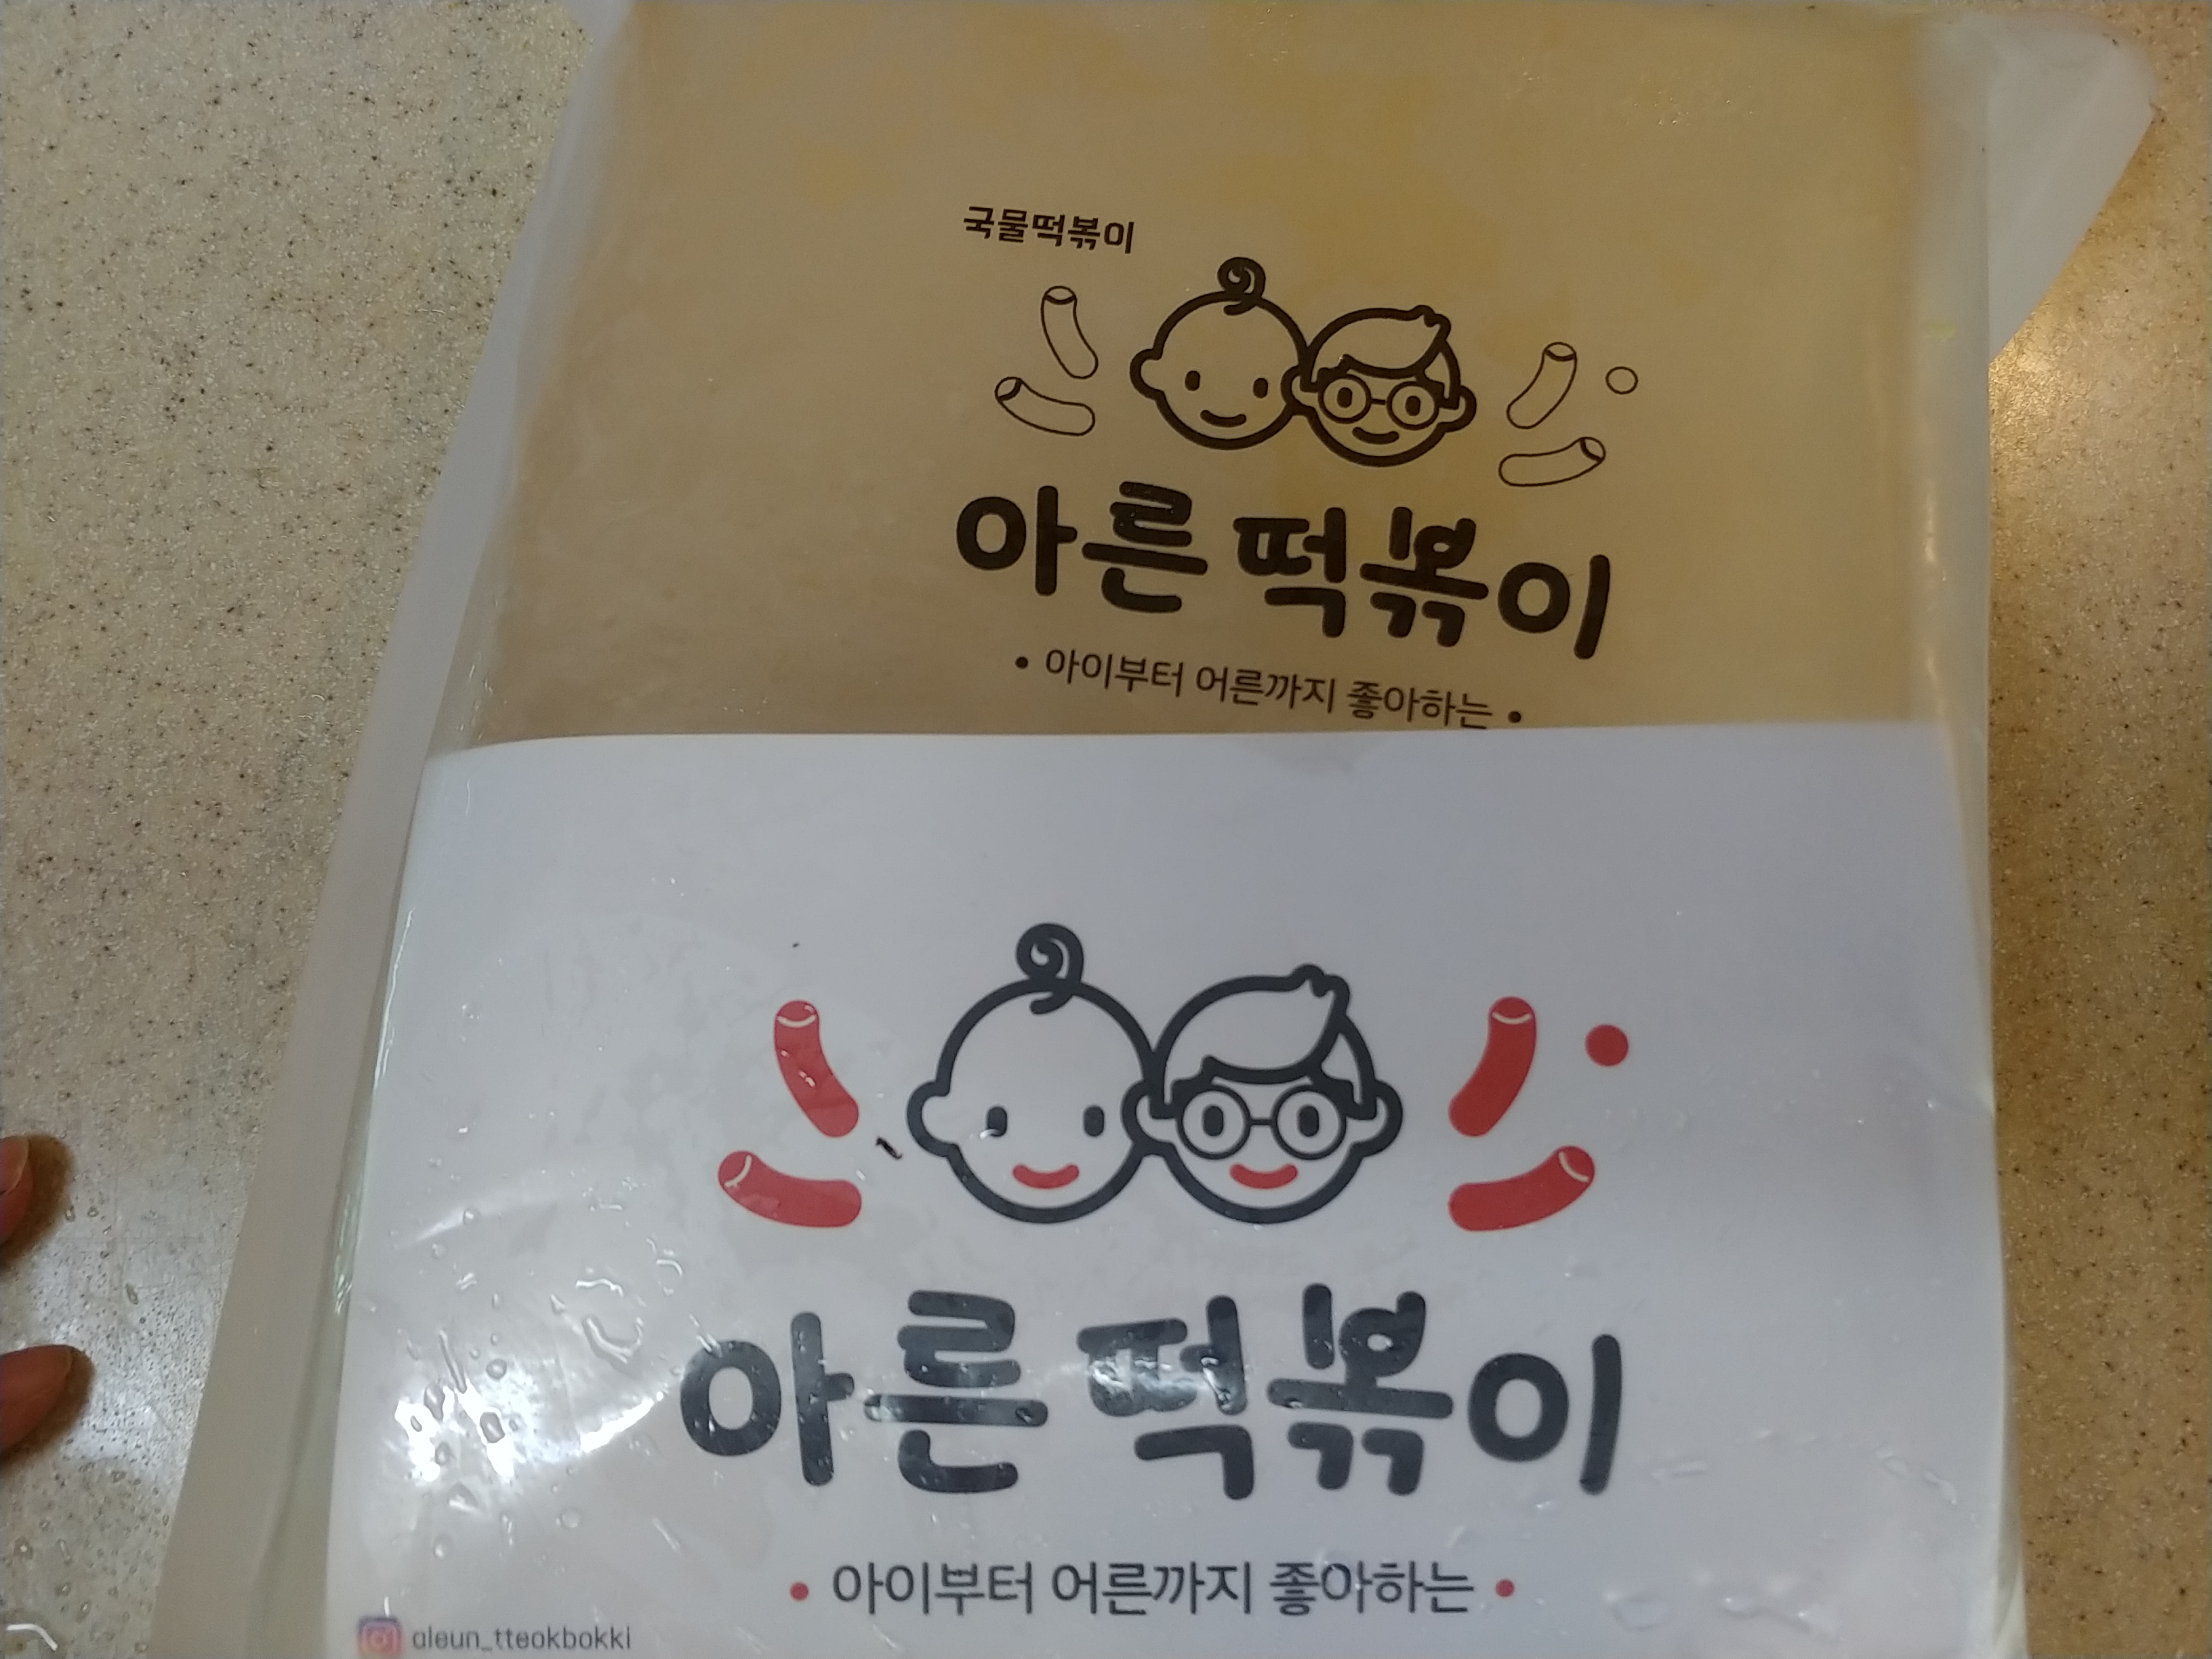 국물떡볶이
아른 떡볶이
• 아이부터 어른까지 좋아하는 •
아른 떡볶이
• 아이부터 어른까지 좋아하는 •
aleun_tteokbokki